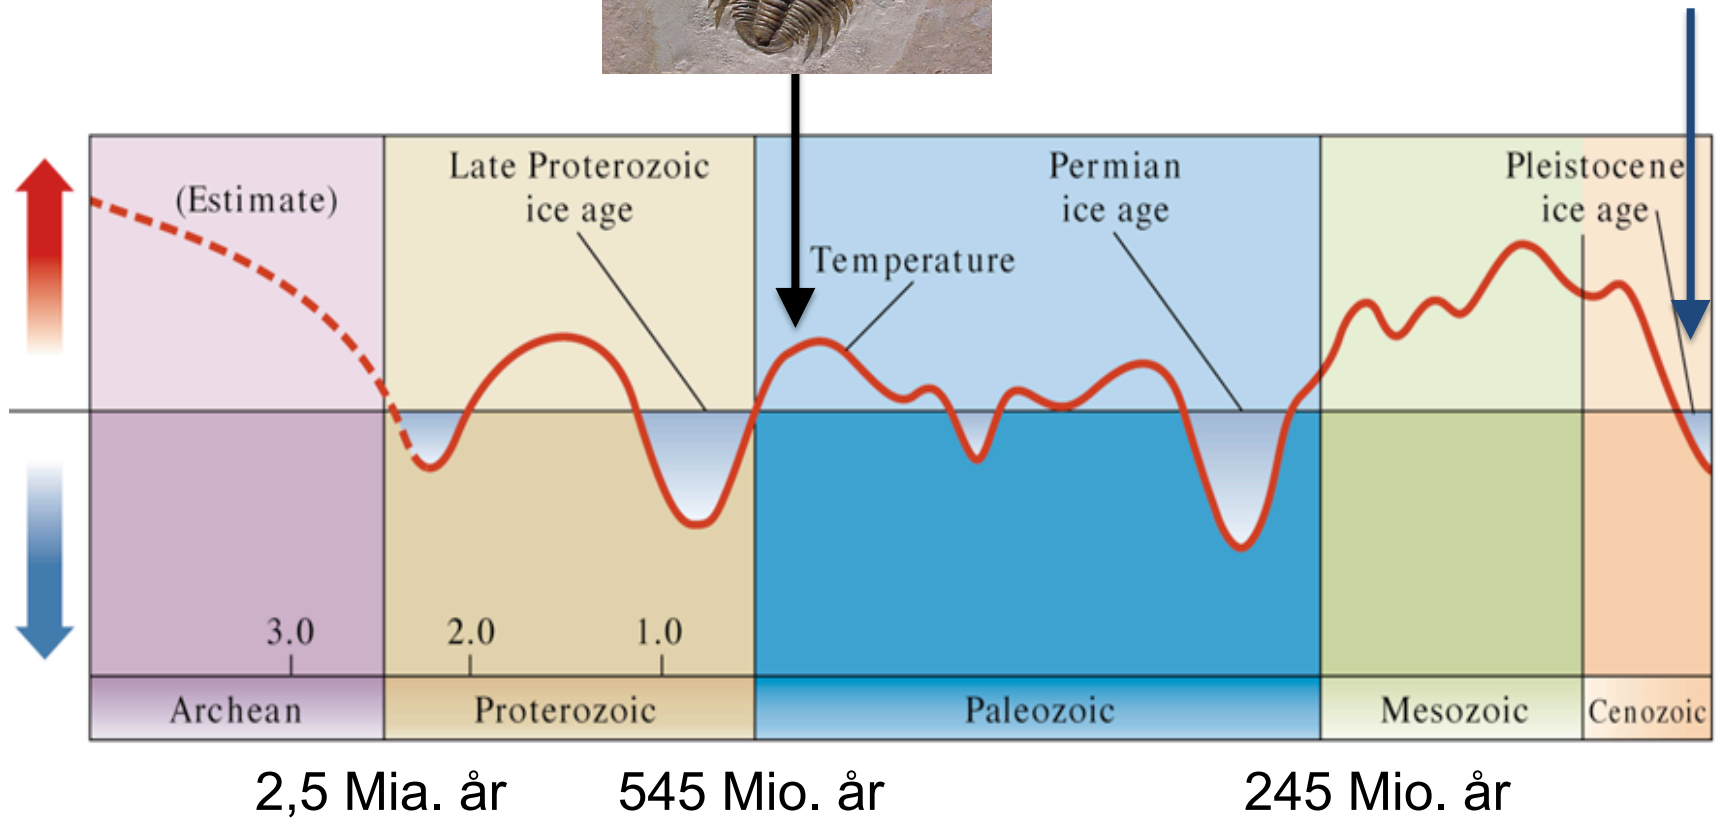 (Estimate)
Late Proterozoic
ice age
Permian
ice age
Pleistocene
ice age
Temperature
3.0
2.0
1.0
Archean
Proterozoic
Paleozoic
Mesozoic
Cenozoic
2,5 Mia. år
545 Mio. år
245 Mio. år